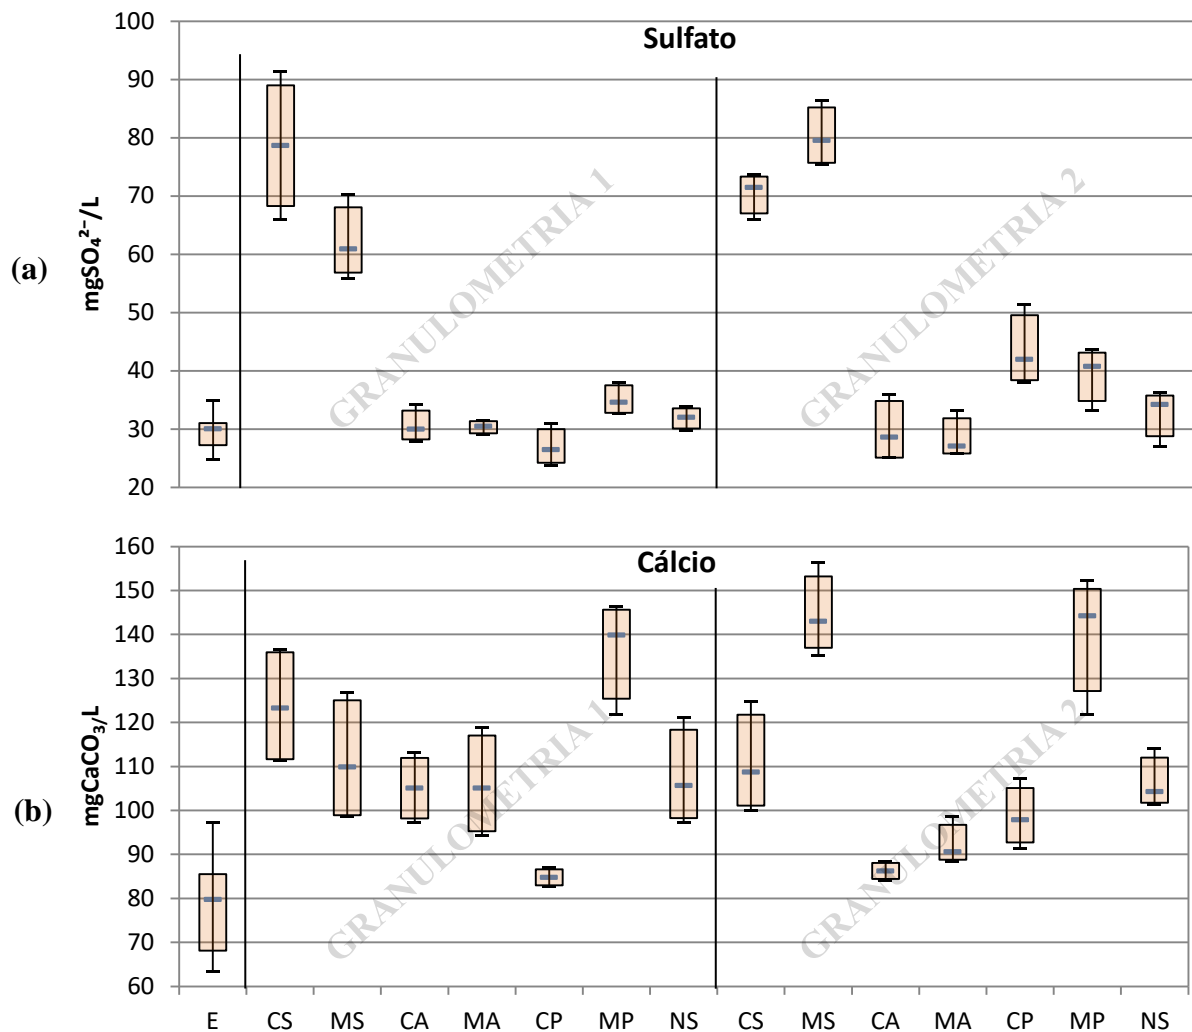 Sulfato
100
90
80
70
60
50
40
30
20
mgSO₄²⁻/L
(a)
GRANULOMETRIA 1
GRANULOMETRIA 2
Cálcio
160
150
140
130
120
110
100
90
80
70
60
mgCaCO₃/L
(b)
GRANULOMETRIA 1
GRANULOMETRIA 2
E CS MS CA MA CP MP NS CS MS CA MA CP MP NS